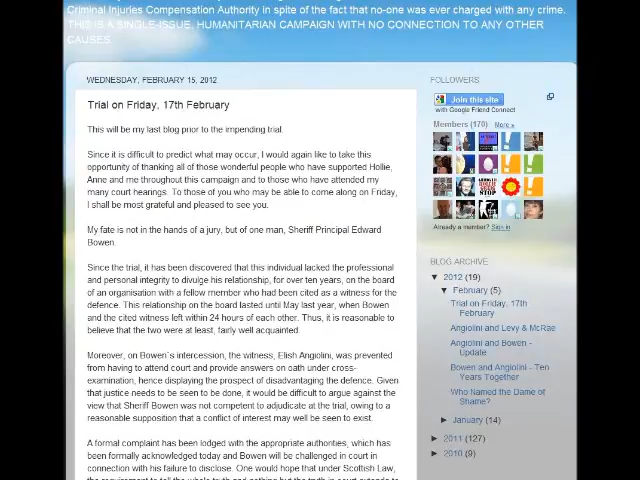 Criminal Injuries Compensation Authority in spite of the fact that no-one was ever charged with any crime.
THIS IS A SINGLE-ISSUE, HUMANITARIAN CAMPAIGN WITH NO CONNECTION TO ANY OTHER
CAUSES.
WEDNESDAY, FEBRUARY 15, 2012
Trial on Friday, 17th February
This will be my last blog prior to the impending trial.
Since it is difficult to predict what may occur, I would again like to take this
opportunity of thanking all of those wonderful people who have supported Hollie,
Anne and me throughout this campaign and to those who have attended my
many court hearings. To those of you who may be able to come along on Friday,
I shall be most grateful and pleased to see you.
My fate is not in the hands of a jury, but of one man, Sheriff Principal Edward
Bowen.
Since the trial, it has been discovered that this individual lacked the professional
and personal integrity to divulge his relationship, for over ten years, on the board
of an organisation with a fellow member who had been cited as a witness for the
defence. This relationship on the board lasted until May last year, when Bowen
and the cited witness left within 24 hours of each other. Thus, it is reasonable to
believe that the two were at least, fairly well acquainted.
Moreover, on Bowen`s intercession, the witness, Elish Angiolini, was prevented
from having to attend court and provide answers on oath under cross-
examination, hence displaying the prospect of disadvantaging the defence. Given
that justice needs to be seen to be done, it would be difficult to argue against the
view that Sheriff Bowen was not competent to adjudicate at the trial, owing to a
reasonable supposition that a conflict of interest may well be seen to exist.
A formal complaint has been lodged with the appropriate authorities, which has
been formally acknowledged today and Bowen will be challenged in court in
connection with his failure to disclose. One would hope that under Scottish Law,
the requirement to tell the whole truth and nothing but the truth in court extends to
FOLLOWERS
Join this site
with Google Friend Connect
Members (170) More »
Already a member? Sign in
BLOG ARCHIVE
▼ 2012 (19)
▼ February (5)
Trial on Friday, 17th
February
Angiolini and Levy & McRae
Angiolini and Bowen -
Update
Bowen and Angiolini - Ten
Years Together
Who Named the Dame of
Shame?
► January (14)
► 2011 (127)
► 2010 (9)